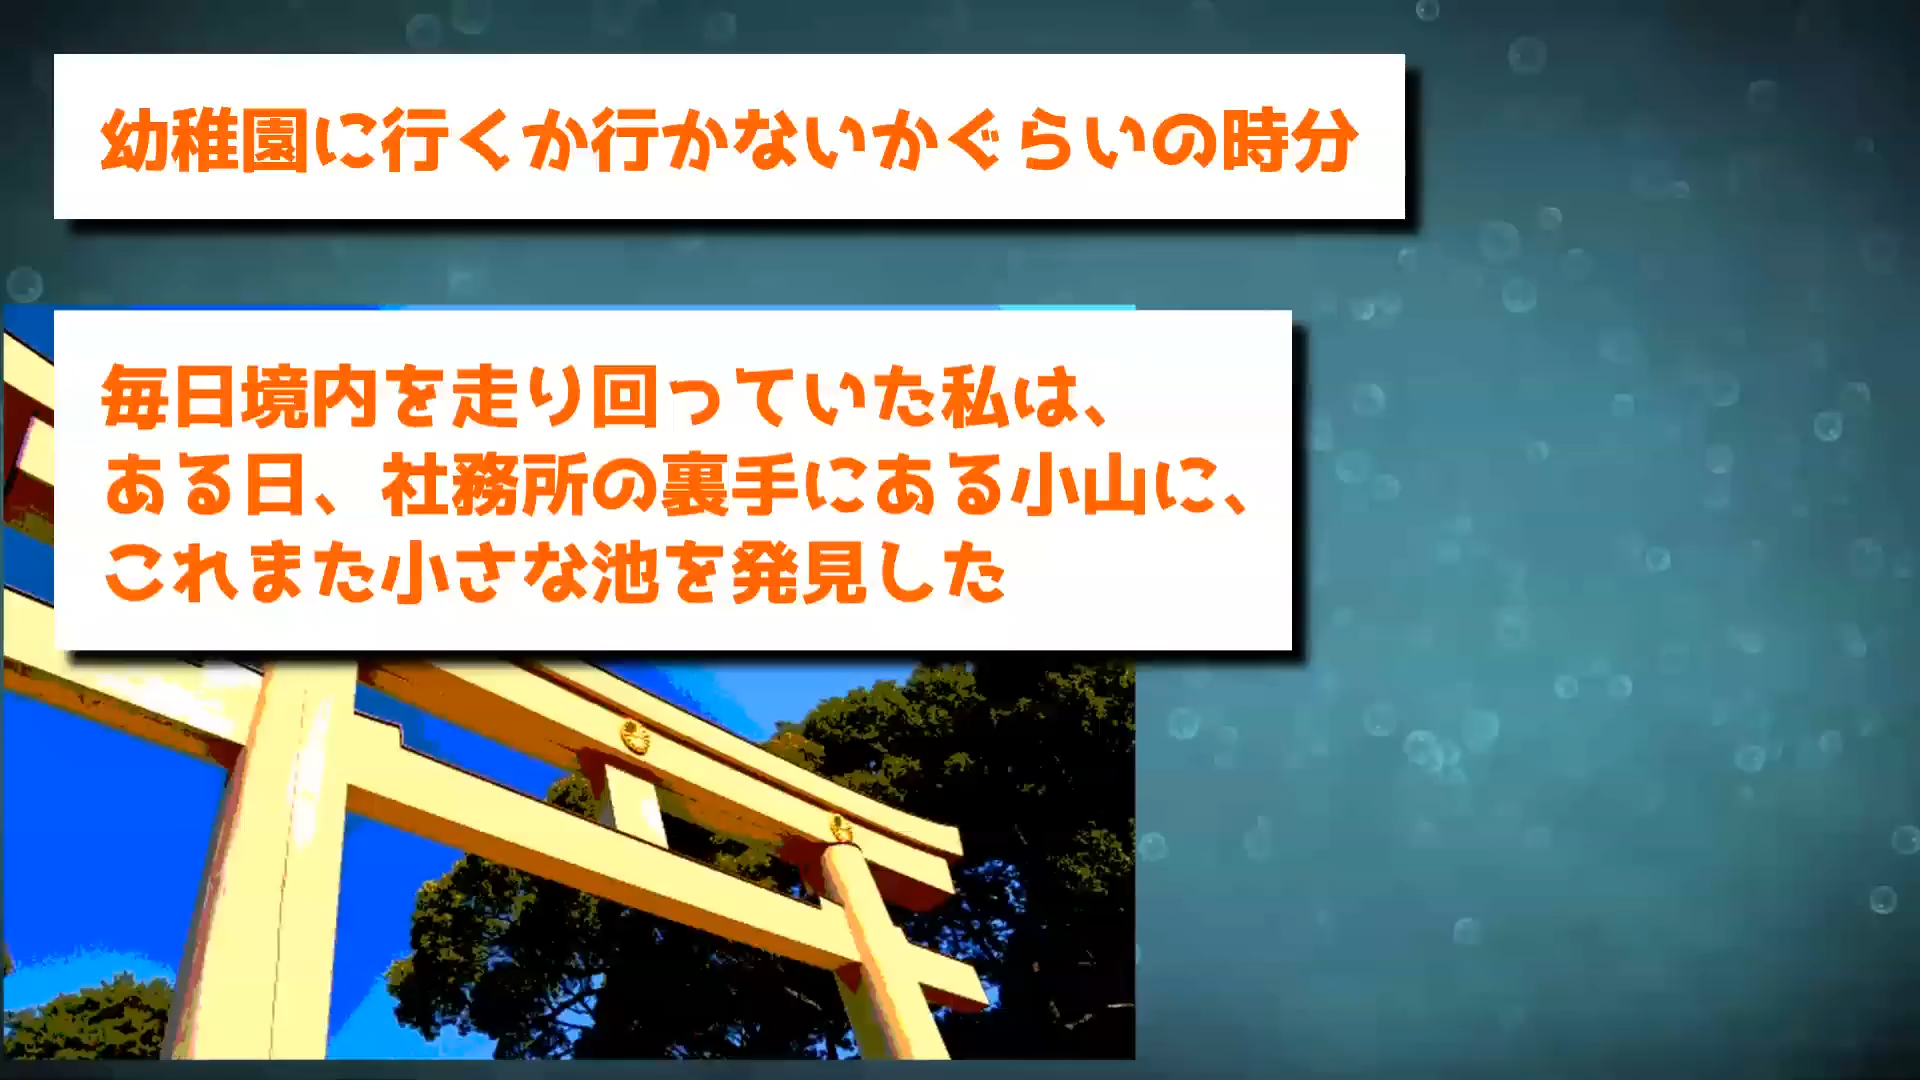 幼稚園に行くか行かないかぐらいの時分
毎日境内を走り回っていた私は、
ある日、社務所の裏手にある小山に、
これまた小さな池を発見した